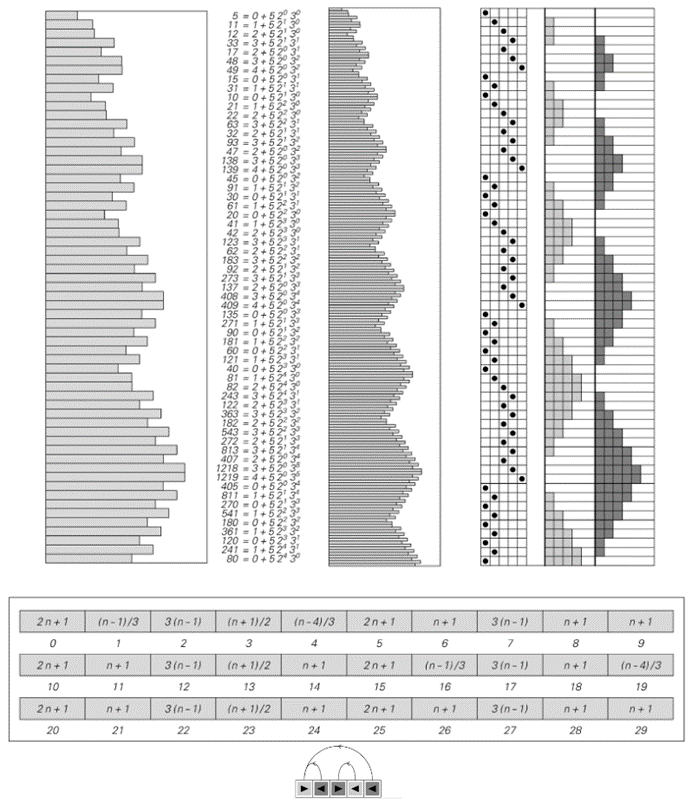 5 = 0 + 5 2⁰ 3⁰
11 = 1 + 5 2¹ 3⁰
12 = 2 + 5 2¹ 3⁰
33 = 3 + 5 2¹ 3¹
17 = 2 + 5 2⁰ 3¹
48 = 3 + 5 2⁰ 3²
49 = 4 + 5 2⁰ 3²
15 = 0 + 5 2⁰ 3¹
31 = 1 + 5 2¹ 3¹
10 = 0 + 5 2¹ 3⁰
21 = 1 + 5 2² 3⁰
22 = 2 + 5 2² 3⁰
63 = 3 + 5 2² 3¹
32 = 2 + 5 2¹ 3¹
93 = 3 + 5 2¹ 3²
47 = 2 + 5 2⁰ 3²
138 = 3 + 5 2⁰ 3³
139 = 4 + 5 2⁰ 3³
45 = 0 + 5 2⁰ 3²
91 = 1 + 5 2¹ 3²
30 = 0 + 5 2¹ 3¹
61 = 1 + 5 2² 3¹
20 = 0 + 5 2² 3⁰
41 = 1 + 5 2³ 3⁰
42 = 2 + 5 2³ 3⁰
123 = 3 + 5 2³ 3¹
62 = 2 + 5 2² 3¹
183 = 3 + 5 2² 3²
92 = 2 + 5 2¹ 3²
273 = 3 + 5 2¹ 3³
137 = 2 + 5 2⁰ 3³
408 = 3 + 5 2⁰ 3⁴
409 = 4 + 5 2⁰ 3⁴
135 = 0 + 5 2⁰ 3³
271 = 1 + 5 2¹ 3³
90 = 0 + 5 2¹ 3²
181 = 1 + 5 2² 3²
60 = 0 + 5 2² 3¹
121 = 1 + 5 2³ 3¹
40 = 0 + 5 2³ 3⁰
81 = 1 + 5 2⁴ 3⁰
82 = 2 + 5 2⁴ 3⁰
243 = 3 + 5 2⁴ 3¹
122 = 2 + 5 2³ 3¹
363 = 3 + 5 2³ 3²
182 = 2 + 5 2² 3²
543 = 3 + 5 2² 3³
272 = 2 + 5 2¹ 3³
813 = 3 + 5 2¹ 3⁴
407 = 2 + 5 2⁰ 3⁴
1218 = 3 + 5 2⁰ 3⁵
1219 = 4 + 5 2⁰ 3⁵
405 = 0 + 5 2⁰ 3⁴
811 = 1 + 5 2¹ 3⁴
270 = 0 + 5 2¹ 3³
541 = 1 + 5 2² 3³
180 = 0 + 5 2² 3²
361 = 1 + 5 2³ 3²
120 = 0 + 5 2³ 3¹
241 = 1 + 5 2⁴ 3¹
80 = 0 + 5 2⁴ 3⁰
2 n + 1 (n − 1)/3 3 (n − 1) (n + 1)/2 (n − 4)/3 2 n + 1 n + 1 3 (n − 1) n + 1 n + 1
0 1 2 3 4 5 6 7 8 9
2 n + 1 n + 1 3 (n − 1) (n + 1)/2 n + 1 2 n + 1 (n − 1)/3 3 (n − 1) n + 1 (n − 4)/3
10 11 12 13 14 15 16 17 18 19
2 n + 1 n + 1 3 (n − 1) (n + 1)/2 n + 1 2 n + 1 n + 1 3 (n − 1) n + 1 n + 1
20 21 22 23 24 25 26 27 28 29